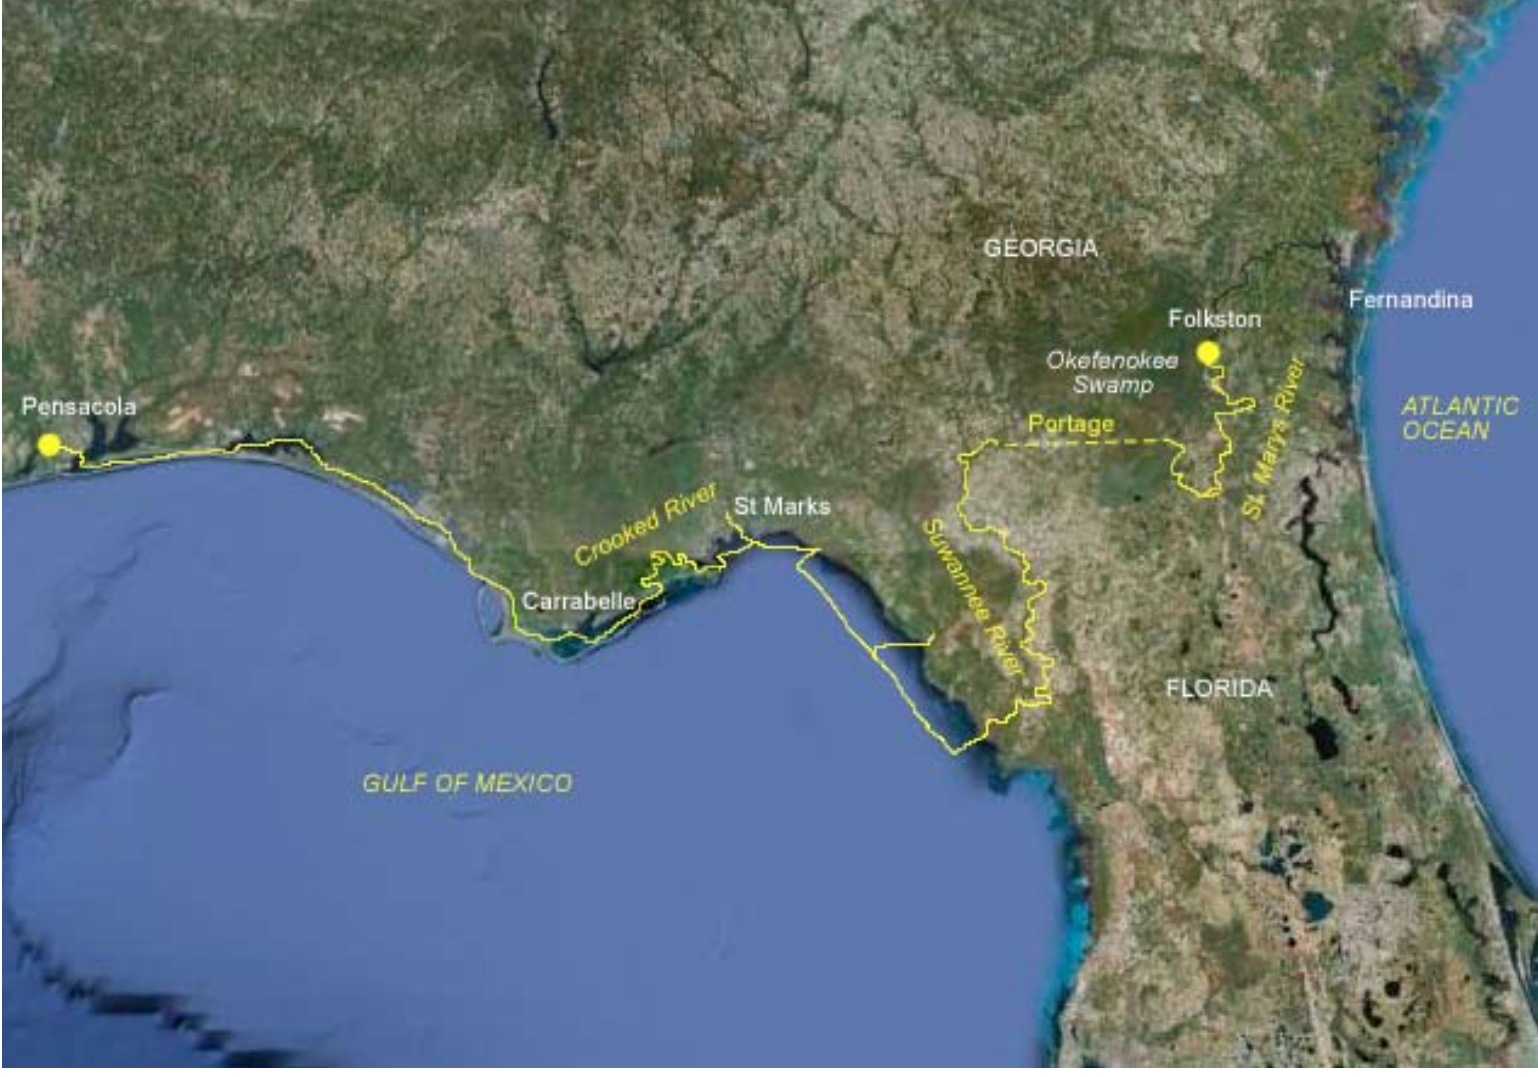 GEORGIA
Fernandina
Folkston
Okefenokee
Swamp
St. Marys River
ATLANTIC
OCEAN
Pensacola
Portage
Crooked River
St Marks
Suwannee River
Carrabelle
FLORIDA
GULF OF MEXICO